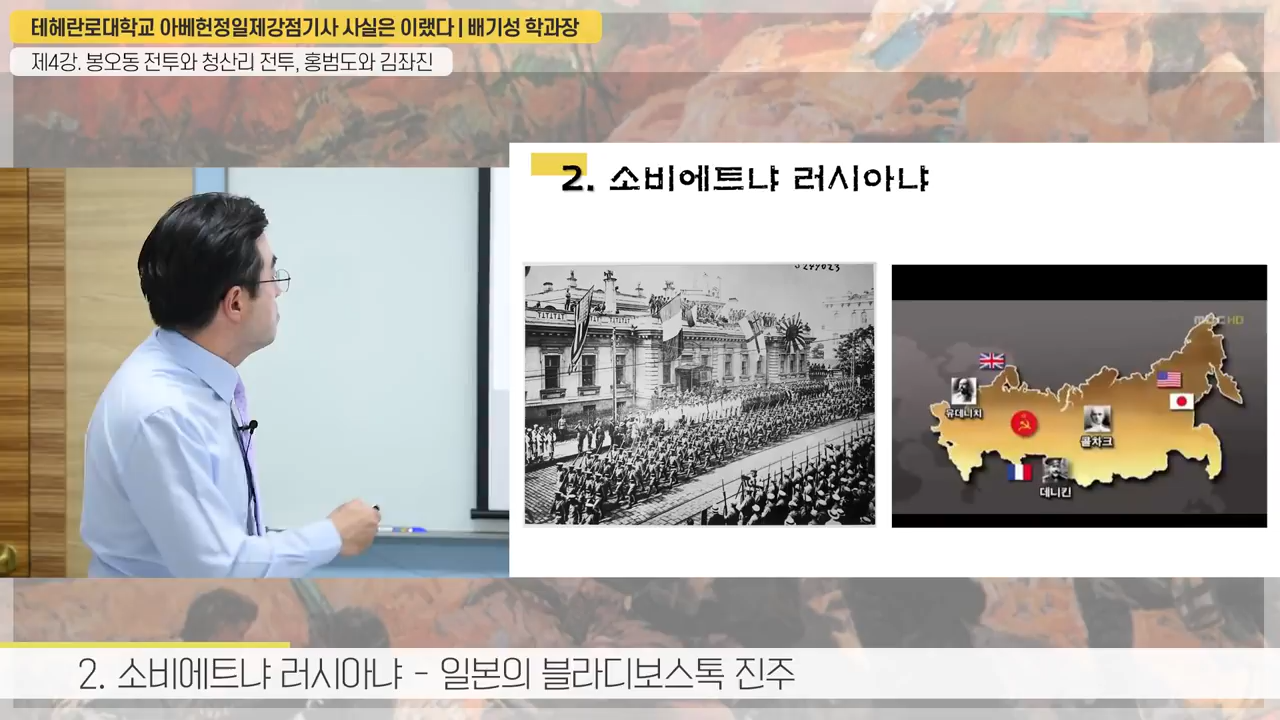 테헤란로대학교 아베헌정일제강점기사 사실은 이랬다 | 배기성 학과장
제4강. 봉오동 전투와 청산리 전투, 홍범도와 김좌진
2. 소비에트냐 러시아냐
MBC HD
유데니치
콜차크
데니킨
2. 소비에트냐 러시아냐 - 일본의 블라디보스톡 진주